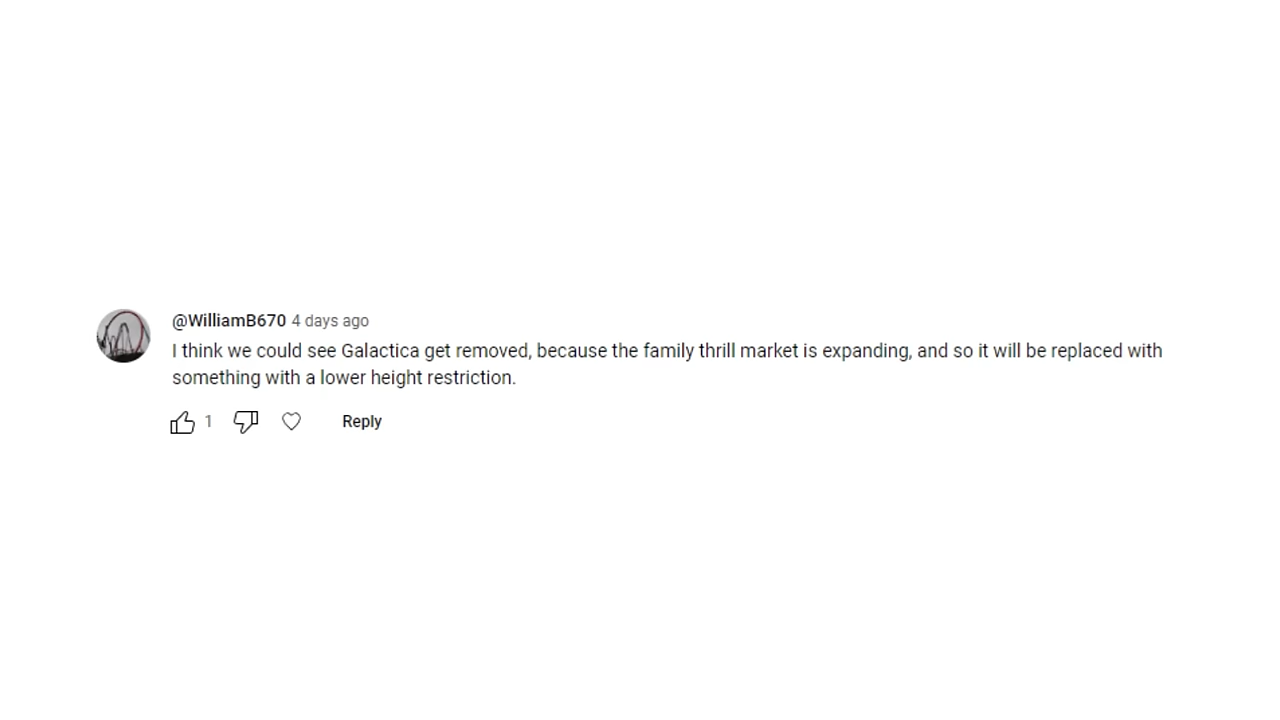 @WilliamB670 4 days ago
I think we could see Galactica get removed, because the family thrill market is expanding, and so it will be replaced with
something with a lower height restriction.
1 Reply